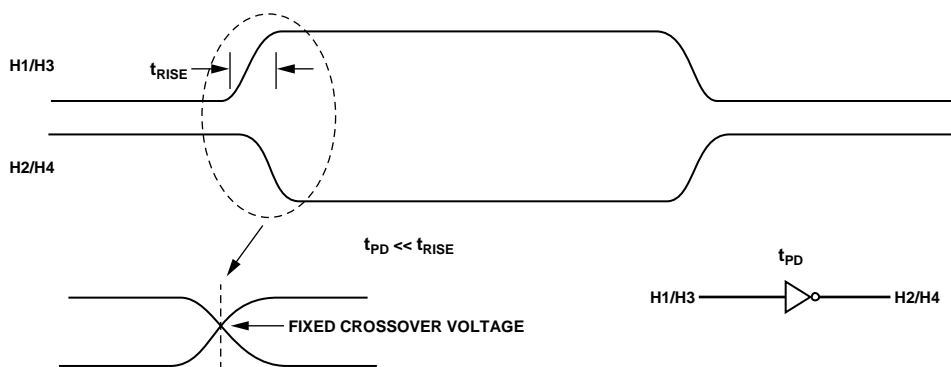 H1/H3
tRISE
H2/H4
tPD << tRISE
tPD
H1/H3
H2/H4
FIXED CROSSOVER VOLTAGE